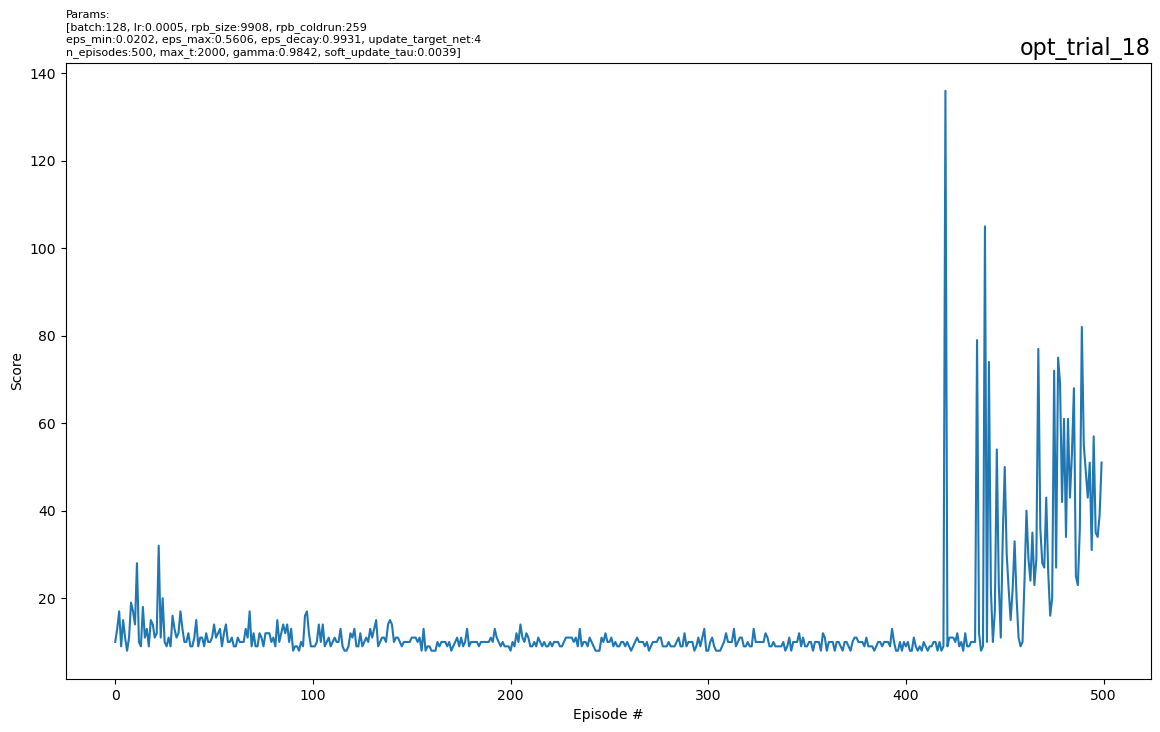 Params:
[batch:128, lr:0.0005, rpb_size:9908, rpb_coldrun:259
eps_min:0.0202, eps_max:0.5606, eps_decay:0.9931, update_target_net:4
n_episodes:500, max_t:2000, gamma:0.9842, soft_update_tau:0.0039]
opt_trial_18
140
120
100
80
60
40
20
Score
0
100
200
300
400
500
Episode #